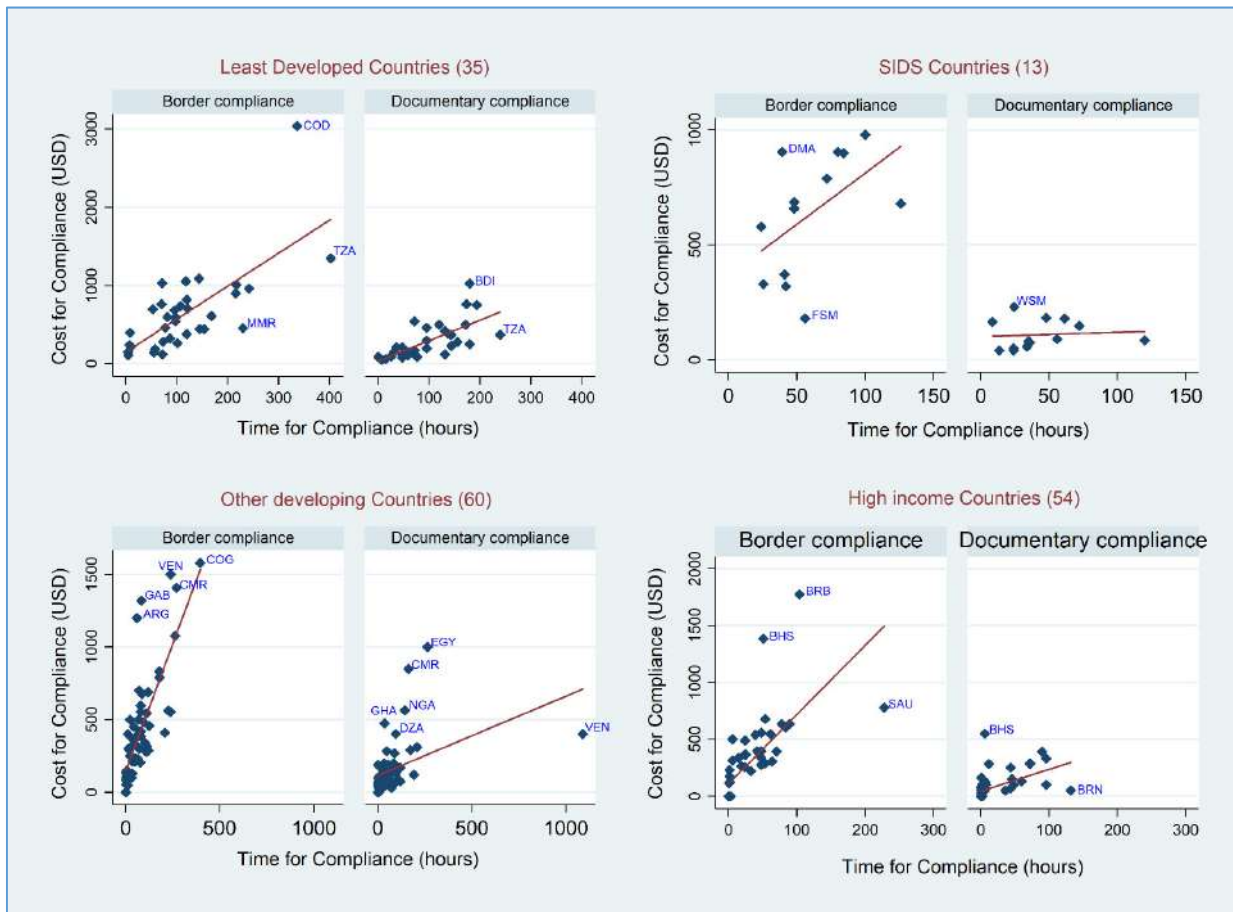 Least Developed Countries (35)
Border compliance
Documentary compliance
Cost for Compliance (USD)
3000
2000
1000
0
COD
TZA
MMR
BDI
TZA
0 100 200 300 400
0 100 200 300 400
Time for Compliance (hours)
SIDS Countries (13)
Border compliance
Documentary compliance
Cost for Compliance (USD)
1000
500
0
DMA
FSM
WSM
0 50 100 150
0 50 100 150
Time for Compliance (hours)
Other developing Countries (60)
Border compliance
Documentary compliance
Cost for Compliance (USD)
1500
1000
500
0
VEN
COG
CMR
GAB
ARG
EGY
CMR
GHA
NGA
DZA
VEN
0 500 1000
0 500 1000
Time for Compliance (hours)
High income Countries (54)
Border compliance
Documentary compliance
Cost for Compliance (USD)
2000
1500
1000
500
0
BRB
BHS
SAU
BHS
BRN
0 100 200 300
0 100 200 300
Time for Compliance (hours)